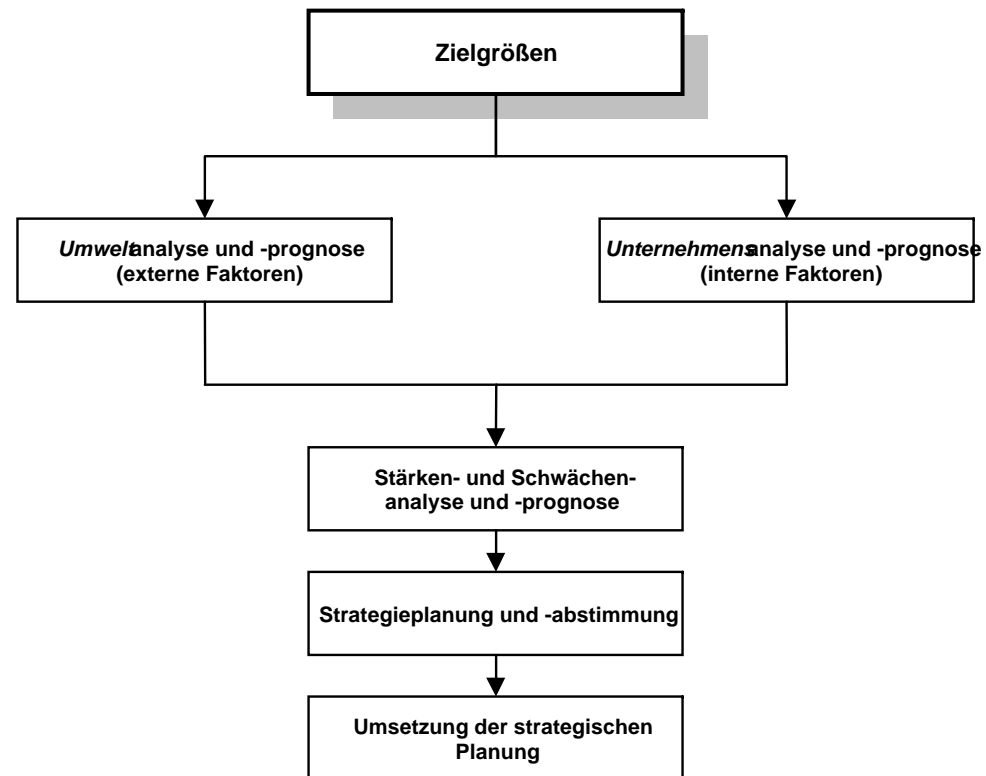 Zielgrößen
Umweltanalyse und -prognose
(externe Faktoren)
Unternehmensanalyse und -prognose
(interne Faktoren)
Stärken- und Schwächen-
analyse und -prognose
Strategieplanung und -abstimmung
Umsetzung der strategischen
Planung